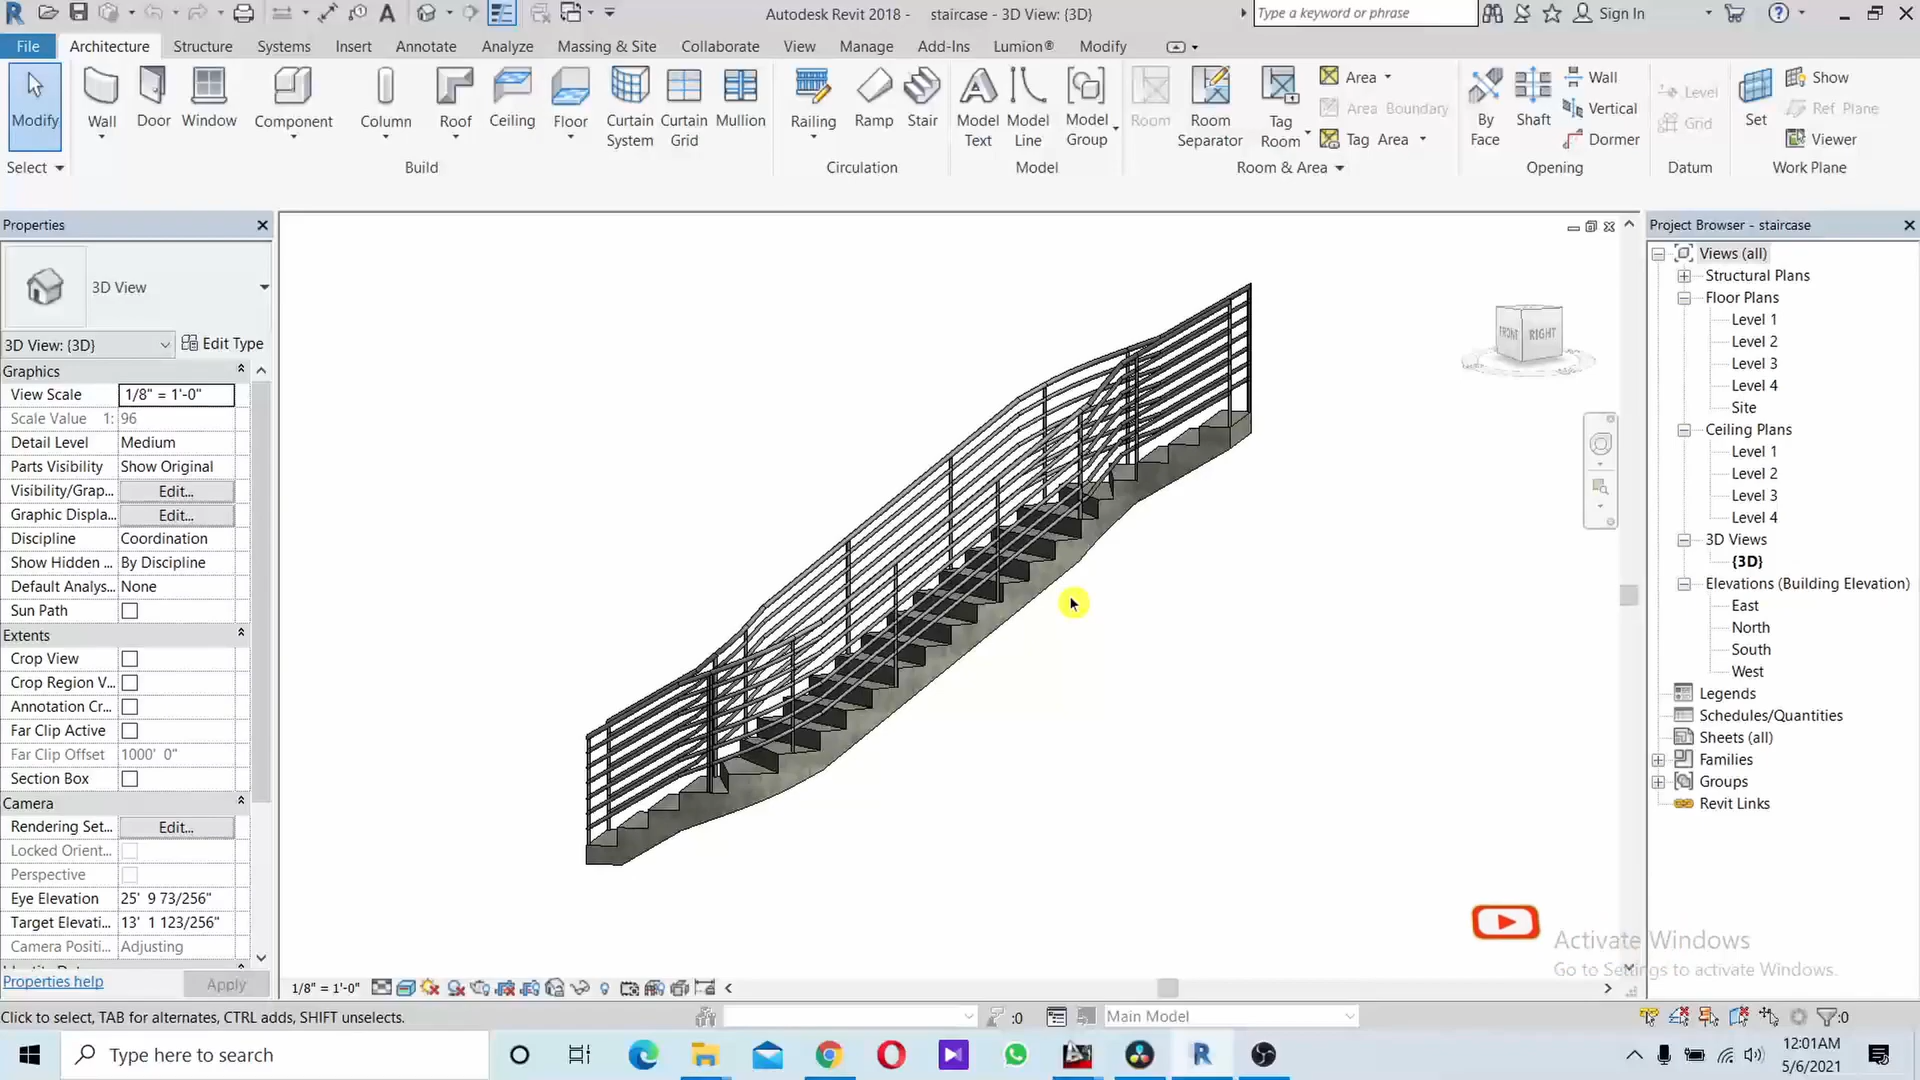 Autodesk Revit 2018 -    staircase - 3D View: {3D}
Type a keyword or phrase
Sign In
File Architecture Structure Systems Insert Annotate Analyze Massing & Site Collaborate View Manage Add-Ins Lumion® Modify
Modify
Wall
Door
Window
Component
Column
Roof
Ceiling
Floor
Curtain System
Curtain Grid
Mullion
Railing
Ramp
Stair
Model Text
Model Line
Model Group
Room
Room Separator
Tag Room
Area
Area Boundary
Tag Area
By Face
Shaft
Wall
Vertical
Dormer
Level
Grid
Set
Show
Ref Plane
Viewer
Select Build Circulation Model Room & Area Opening Datum Work Plane
Properties
3D View
3D View: {3D} Edit Type
Graphics
View Scale 1/8" = 1'-0"
Scale Value 1: 96
Detail Level Medium
Parts Visibility Show Original
Visibility/Grap... Edit...
Graphic Displa... Edit...
Discipline Coordination
Show Hidden ... By Discipline
Default Analys... None
Sun Path
Extents
Crop View
Crop Region V...
Annotation Cr...
Far Clip Active
Far Clip Offset 1000' 0"
Section Box
Camera
Rendering Set... Edit...
Locked Orient...
Perspective
Eye Elevation 25' 9 73/256"
Target Elevati... 13' 1 123/256"
Camera Positi... Adjusting
Properties help Apply
FRONT RIGHT
Project Browser - staircase
Views (all)
Structural Plans
Floor Plans
Level 1
Level 2
Level 3
Level 4
Site
Ceiling Plans
Level 1
Level 2
Level 3
Level 4
3D Views
{3D}
Elevations (Building Elevation)
East
North
South
West
Legends
Schedules/Quantities
Sheets (all)
Families
Groups
Revit Links
Activate Windows
Go to Settings to activate Windows.
1/8" = 1'-0"
Click to select, TAB for alternates, CTRL adds, SHIFT unselects.
:0
Main Model
:0
Type here to search
12:01AM
5/6/2021